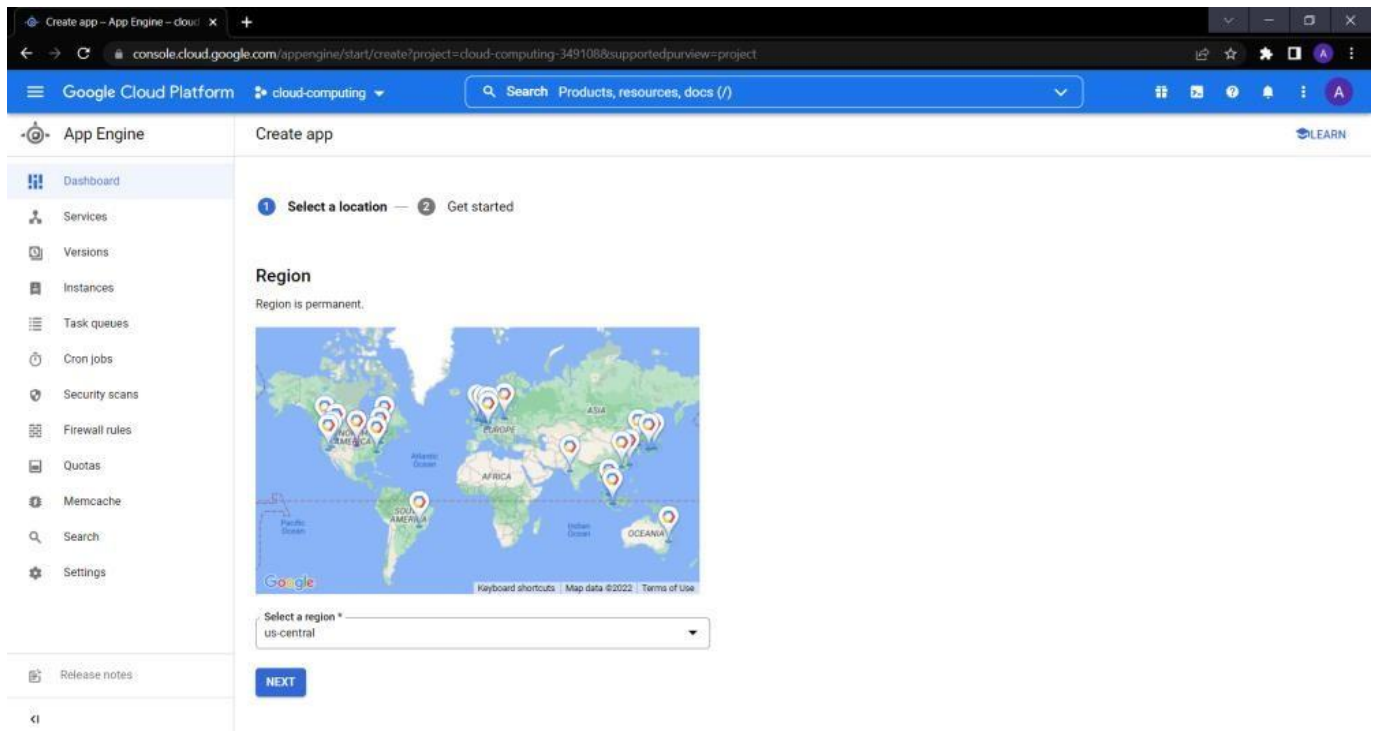 Create app – App Engine – cloud
console.cloud.google.com/appengine/start/create?project=cloud-computing-349108&supportedpurview=project
A
Google Cloud Platform
cloud-computing
Search Products, resources, docs (/)
A
App Engine
Create app
LEARN
Dashboard
Services
Versions
Instances
Task queues
Cron jobs
Security scans
Firewall rules
Quotas
Memcache
Search
Settings
Release notes
1 Select a location — 2 Get started
Region
Region is permanent.
ASIA
EUROPE
AMERICA
Atlantic
Ocean
AFRICA
SOU
AMERICA
Pacific
Ocean
Indian
Ocean
OCEANIA
Google
Keyboard shortcuts Map data ©2022 Terms of Use
Select a region *
us-central
NEXT